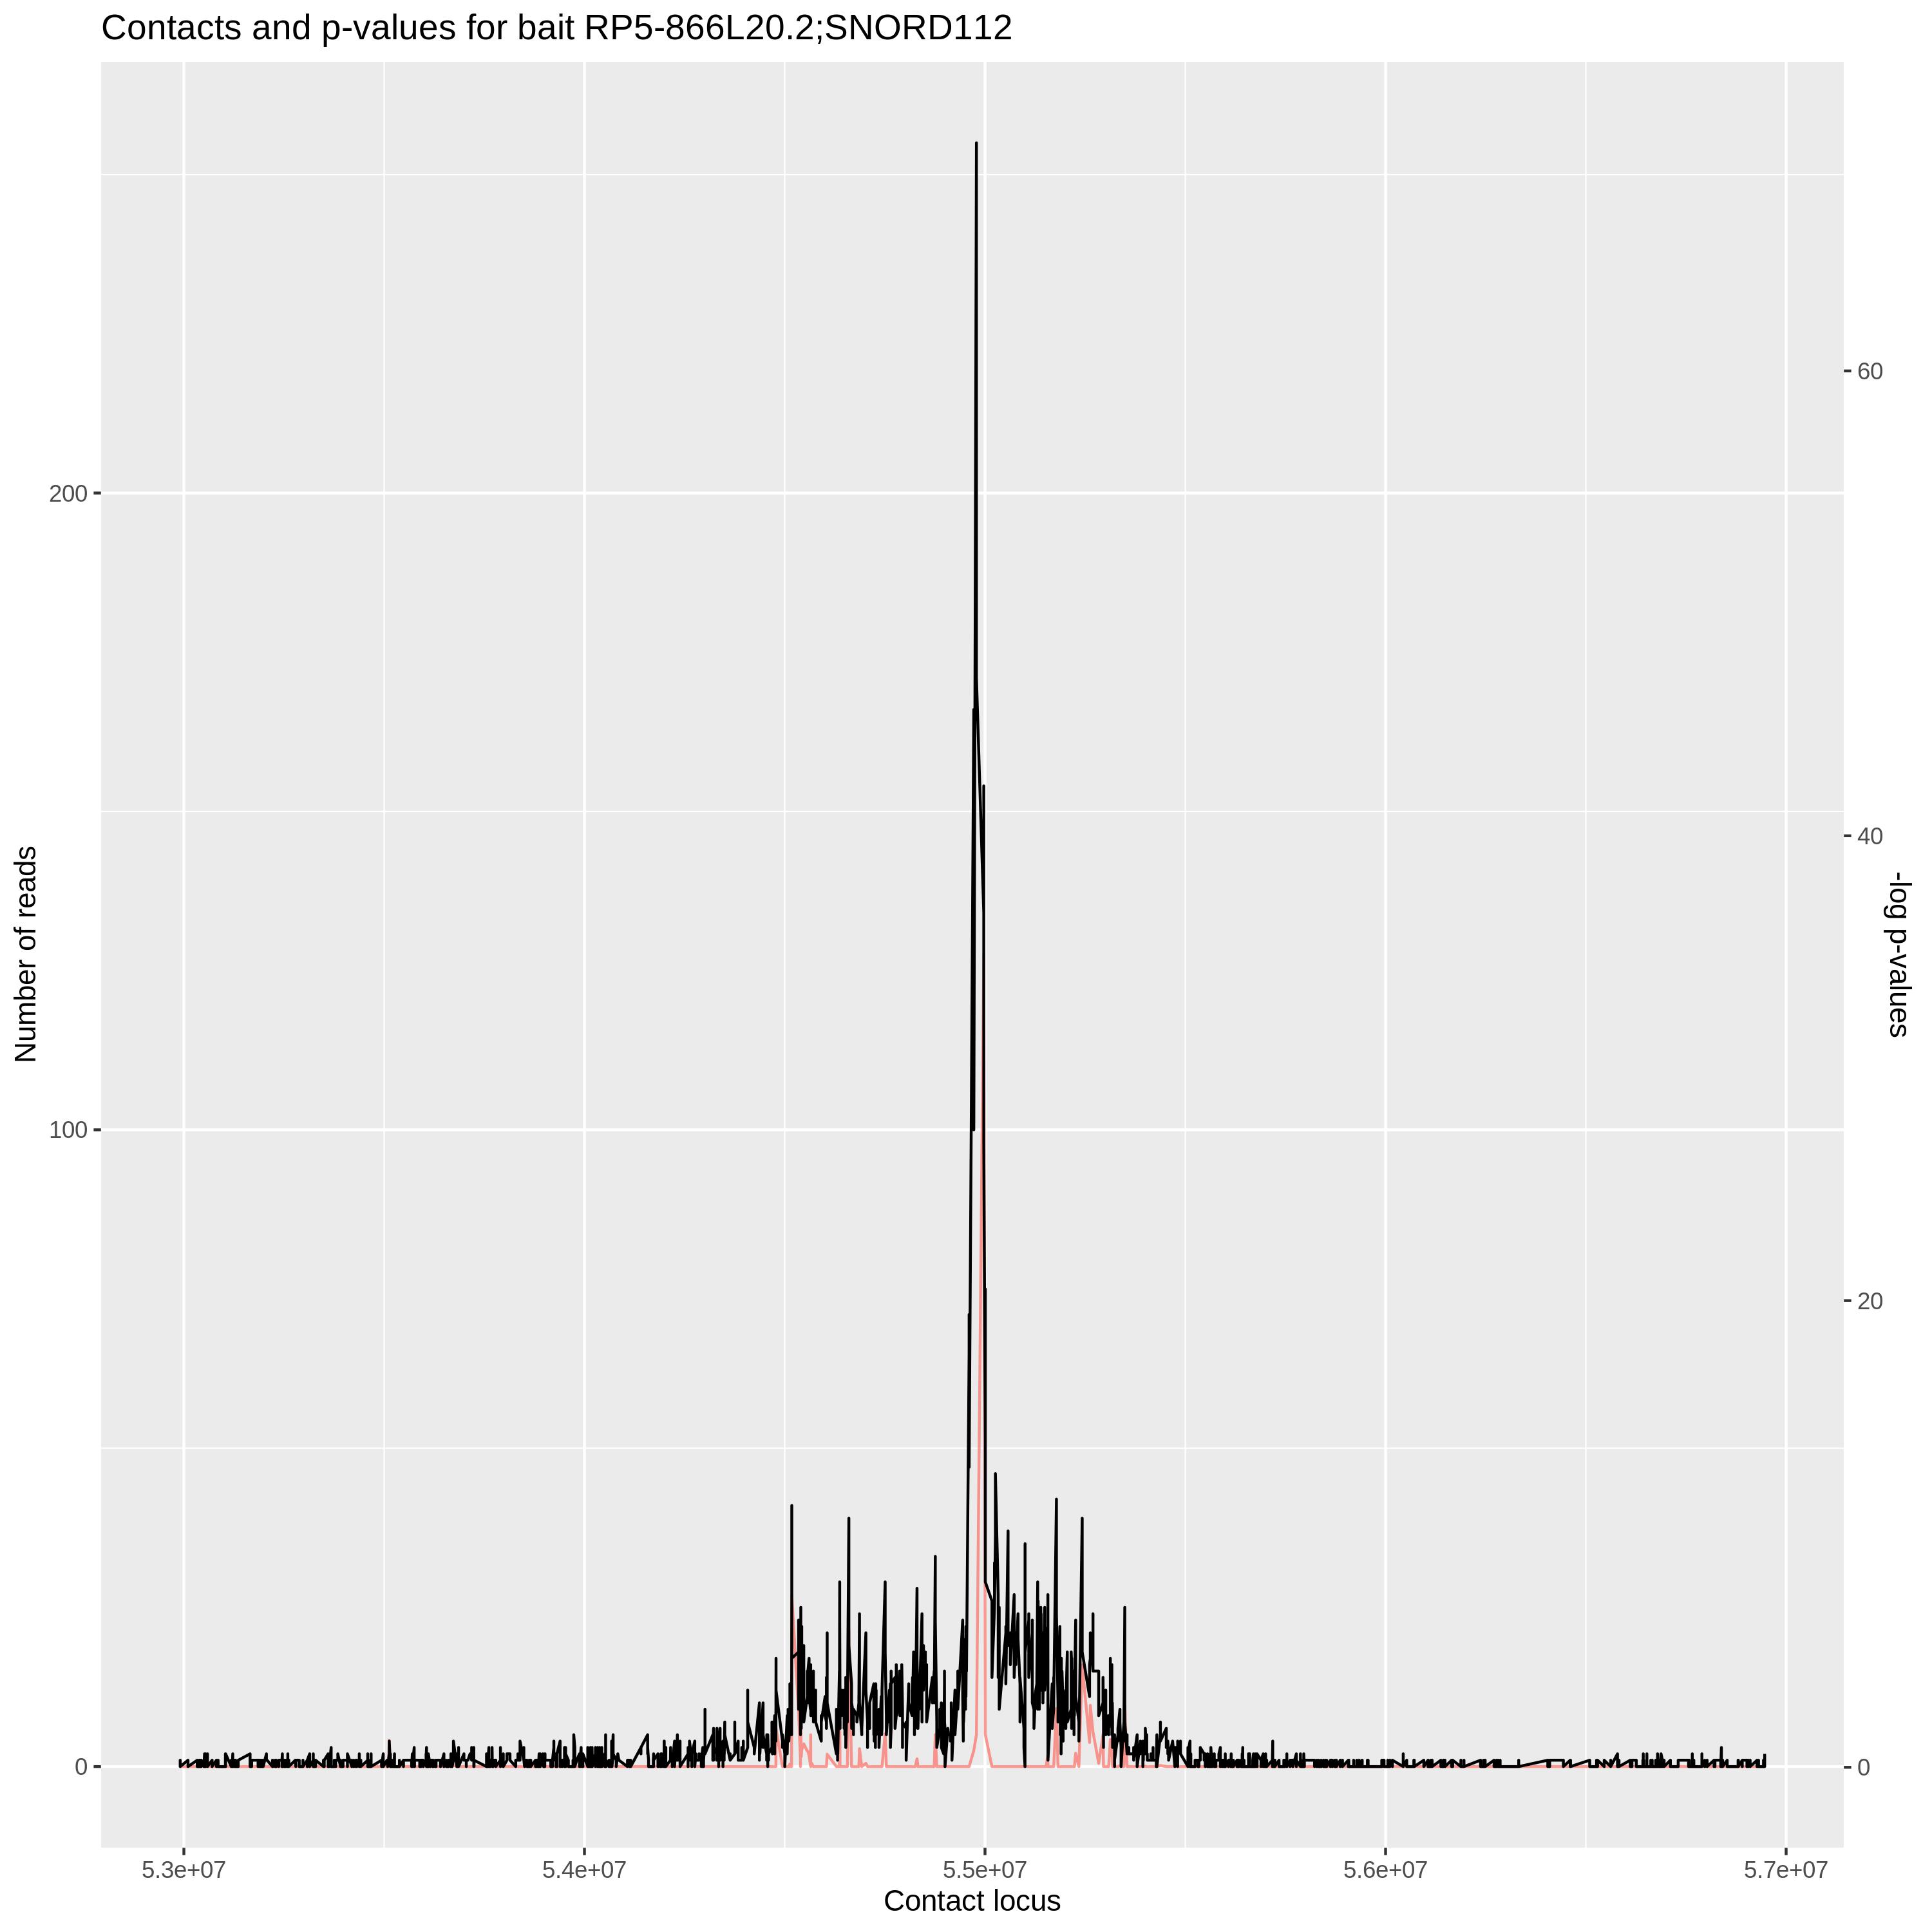 Contacts and p-values for bait RP5-866L20.2;SNORD112
Number of reads
200
100
0
60
40
20
0
-log p-values
5.3e+07
5.4e+07
5.5e+07
5.6e+07
5.7e+07
Contact locus